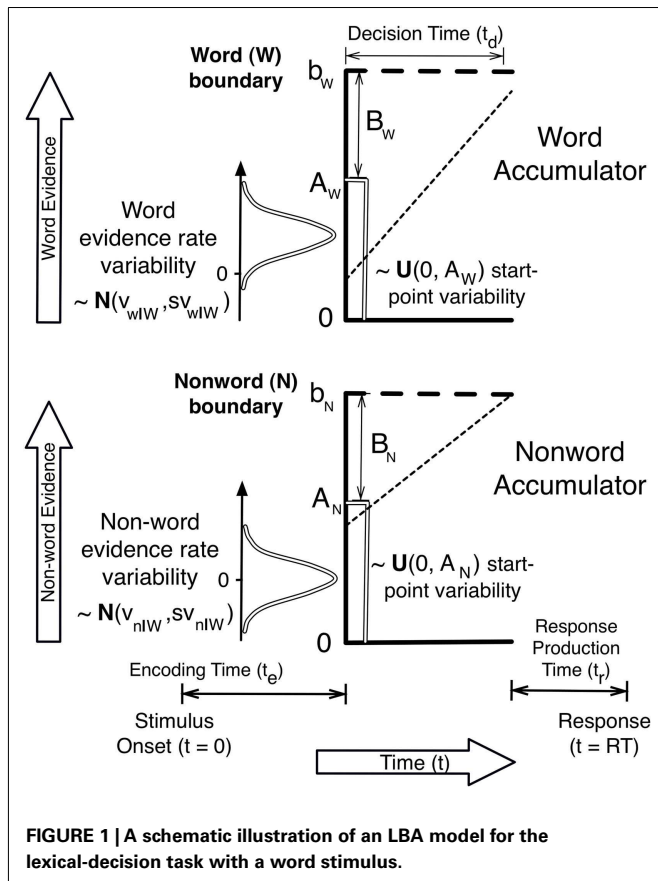 Decision Time (td)
Word (W)
boundary
bW
BW
Word
Accumulator
AW
Word Evidence
Word
evidence rate
variability
0
~ N(vwIW,svwIW)
~ U(0, AW) start-
point variability
0
Nonword (N)
boundary
bN
BN
Nonword
Accumulator
AN
Non-word Evidence
Non-word
evidence rate
variability
0
~ N(vnIW,svnIW)
~ U(0, AN) start-
point variability
0
Encoding Time (te)
Response
Production
Time (tr)
Stimulus
Onset (t = 0)
Response
(t = RT)
Time (t)
FIGURE 1 | A schematic illustration of an LBA model for the
lexical-decision task with a word stimulus.